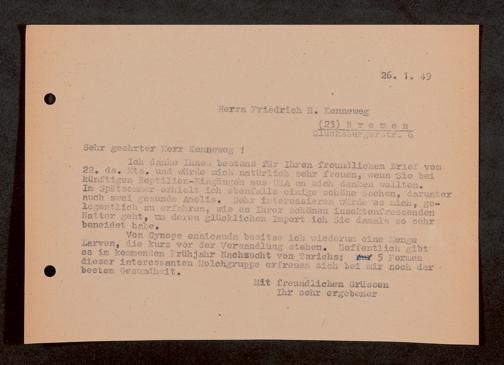 26. 1. 49
Herrn Friedrich H. Kenneweg
(23) B r e m e n
Glücksburgerstr. 6
Sehr geehrter Herr Kenneweg !
Ich danke Ihnen bestens für Ihren freundlichen Brief von
22. ds. Mts. und würde mich natürlich sehr freuen, wenn Sie bei
künftigen Reptilien-Eingängen aus USA an mich denken wollten.
Im Spätsommer erhielt ich ebenfalls einige schöne Sachen, darunter
auch zwei gesunde Anolis. Sehr interessieren würde es mich, ge-
legentlich zu erfahren, wie es Ihrer schönen insektenfressenden
Natter geht, um deren glücklichen Import ich Sie damals so sehr
beneidet habe.
Von Cynops ensicauda besitze ich wiederum eine Menge
Larven, die kurz vor der Verwandlung stehen. Hoffentlich gibt
es im kommenden Frühjahr Nachzucht von Taricha; 5 Formen
dieser interessanten Molchgruppe erfreuen sich bei mir noch der
besten Gesundheit.
Mit freundlichen Grüssen
Ihr sehr ergebener